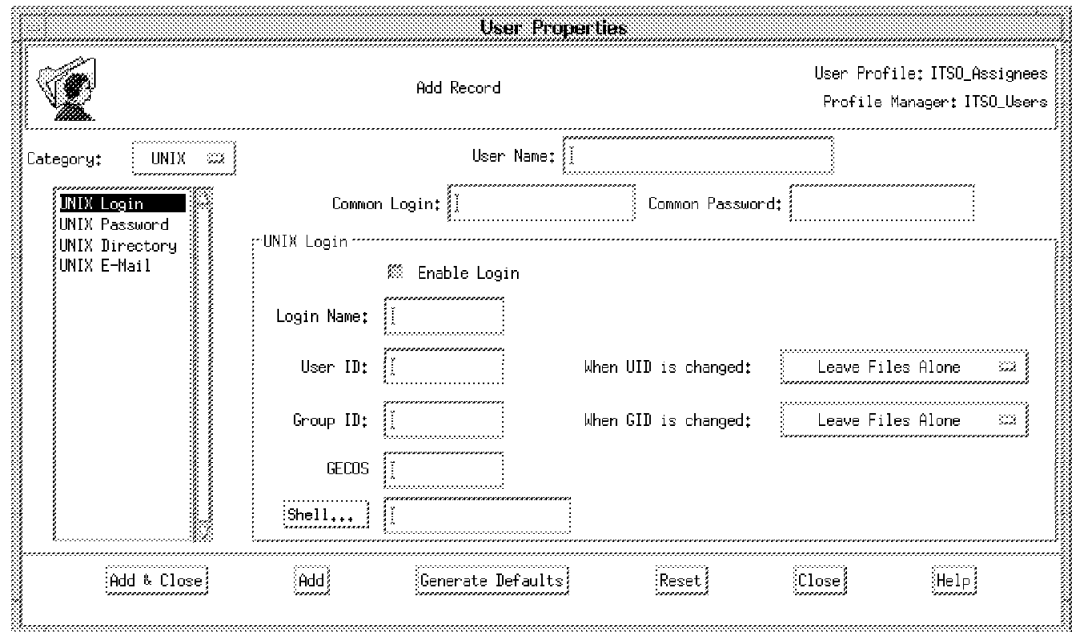 User Properties
Add Record
User Profile: ITSO_Assignees
Profile Manager: ITSO_Users
Category: UNIX
User Name:
UNIX Login
UNIX Password
UNIX Directory
UNIX E-Mail
Common Login: Common Password:
UNIX Login
Enable Login
Login Name:
User ID: When UID is changed: Leave Files Alone
Group ID: When GID is changed: Leave Files Alone
GECOS
Shell...
Add & Close Add Generate Defaults Reset Close Help